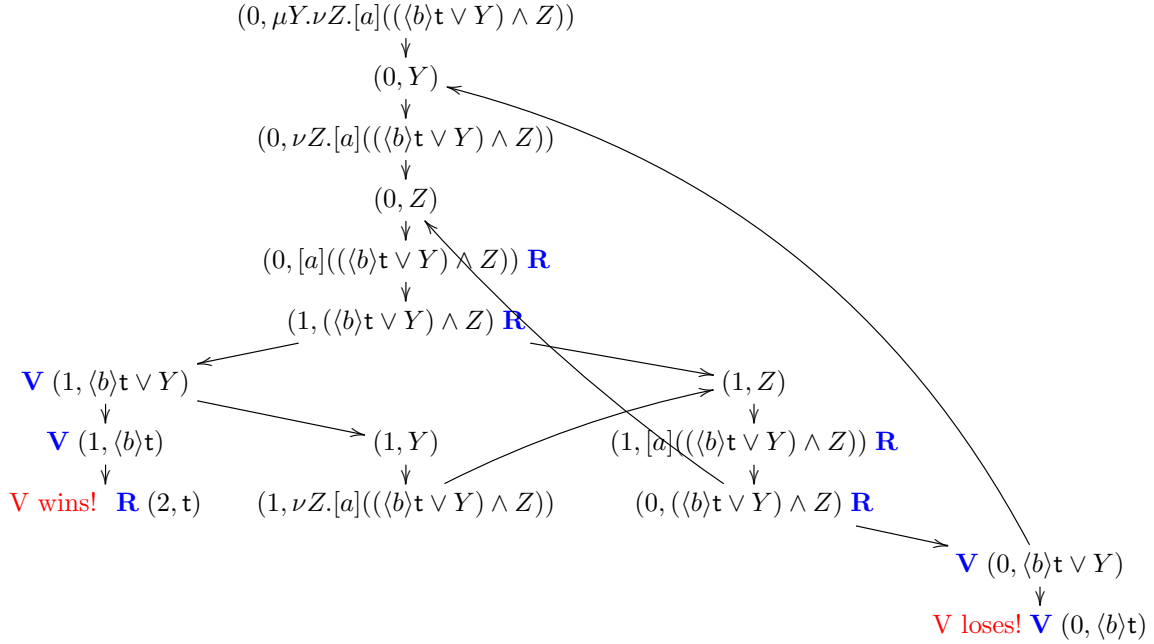 (0, μY.νZ.[a]((⟨b⟩t ∨ Y) ∧ Z))
(0, Y)
(0, νZ.[a]((⟨b⟩t ∨ Y) ∧ Z))
(0, Z)
(0, [a]((⟨b⟩t ∨ Y) ∧ Z)) R
(1, (⟨b⟩t ∨ Y) ∧ Z) R
V (1, ⟨b⟩t ∨ Y) (1, Z)
V (1, ⟨b⟩t) (1, Y) (1, [a]((⟨b⟩t ∨ Y) ∧ Z)) R
V wins! R (2, t) (1, νZ.[a]((⟨b⟩t ∨ Y) ∧ Z)) (0, (⟨b⟩t ∨ Y) ∧ Z) R
V (0, ⟨b⟩t ∨ Y)
V loses! V (0, ⟨b⟩t)